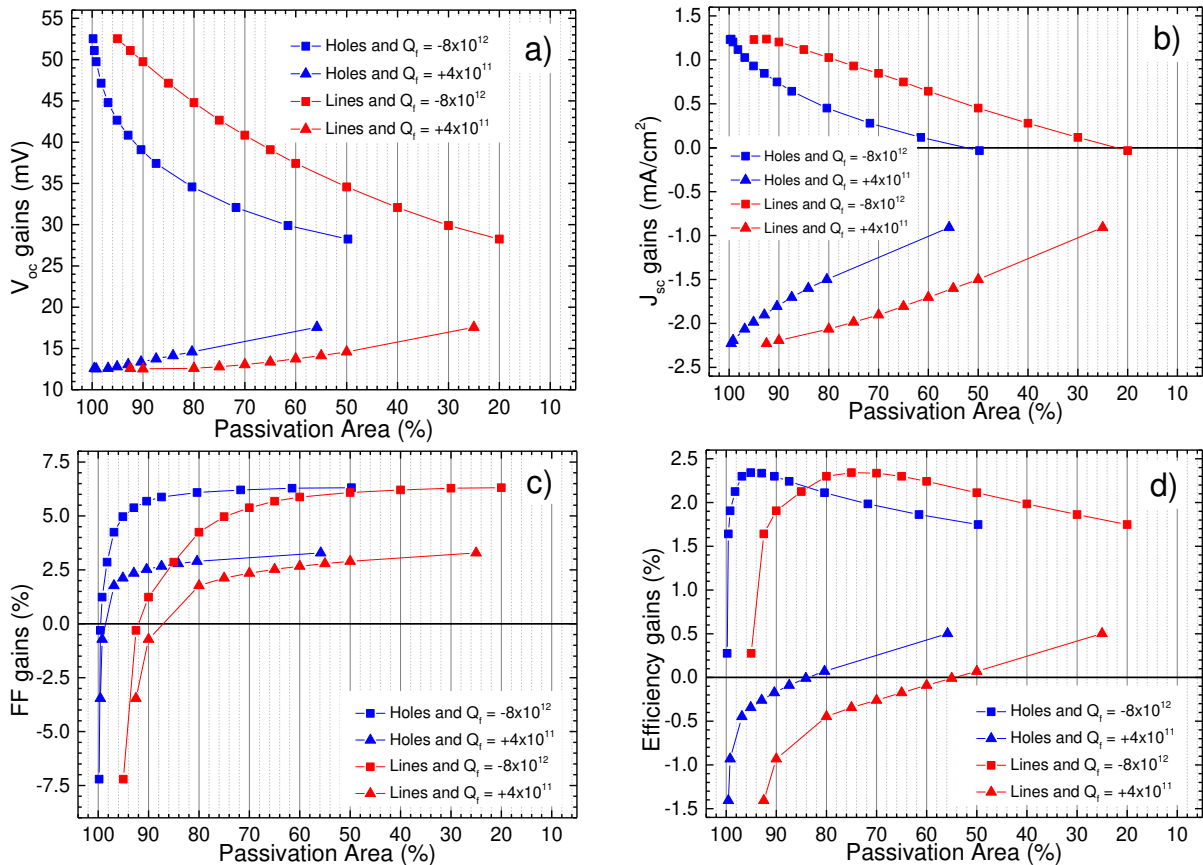 a)
V_oc gains (mV)
55
50
45
40
35
30
25
20
15
10
Holes and Q_f = -8x10^12
Holes and Q_f = +4x10^11
Lines and Q_f = -8x10^12
Lines and Q_f = +4x10^11
100 90 80 70 60 50 40 30 20 10
Passivation Area (%)
b)
J_sc gains (mA/cm²)
1.5
1.0
0.5
0.0
-0.5
-1.0
-1.5
-2.0
-2.5
Holes and Q_f = -8x10^12
Holes and Q_f = +4x10^11
Lines and Q_f = -8x10^12
Lines and Q_f = +4x10^11
100 90 80 70 60 50 40 30 20 10
Passivation Area (%)
c)
FF gains (%)
7.5
5.0
2.5
0.0
-2.5
-5.0
-7.5
Holes and Q_f = -8x10^12
Holes and Q_f = +4x10^11
Lines and Q_f = -8x10^12
Lines and Q_f = +4x10^11
100 90 80 70 60 50 40 30 20 10
Passivation Area (%)
d)
Efficiency gains (%)
2.5
2.0
1.5
1.0
0.5
0.0
-0.5
-1.0
-1.5
Holes and Q_f = -8x10^12
Holes and Q_f = +4x10^11
Lines and Q_f = -8x10^12
Lines and Q_f = +4x10^11
100 90 80 70 60 50 40 30 20 10
Passivation Area (%)